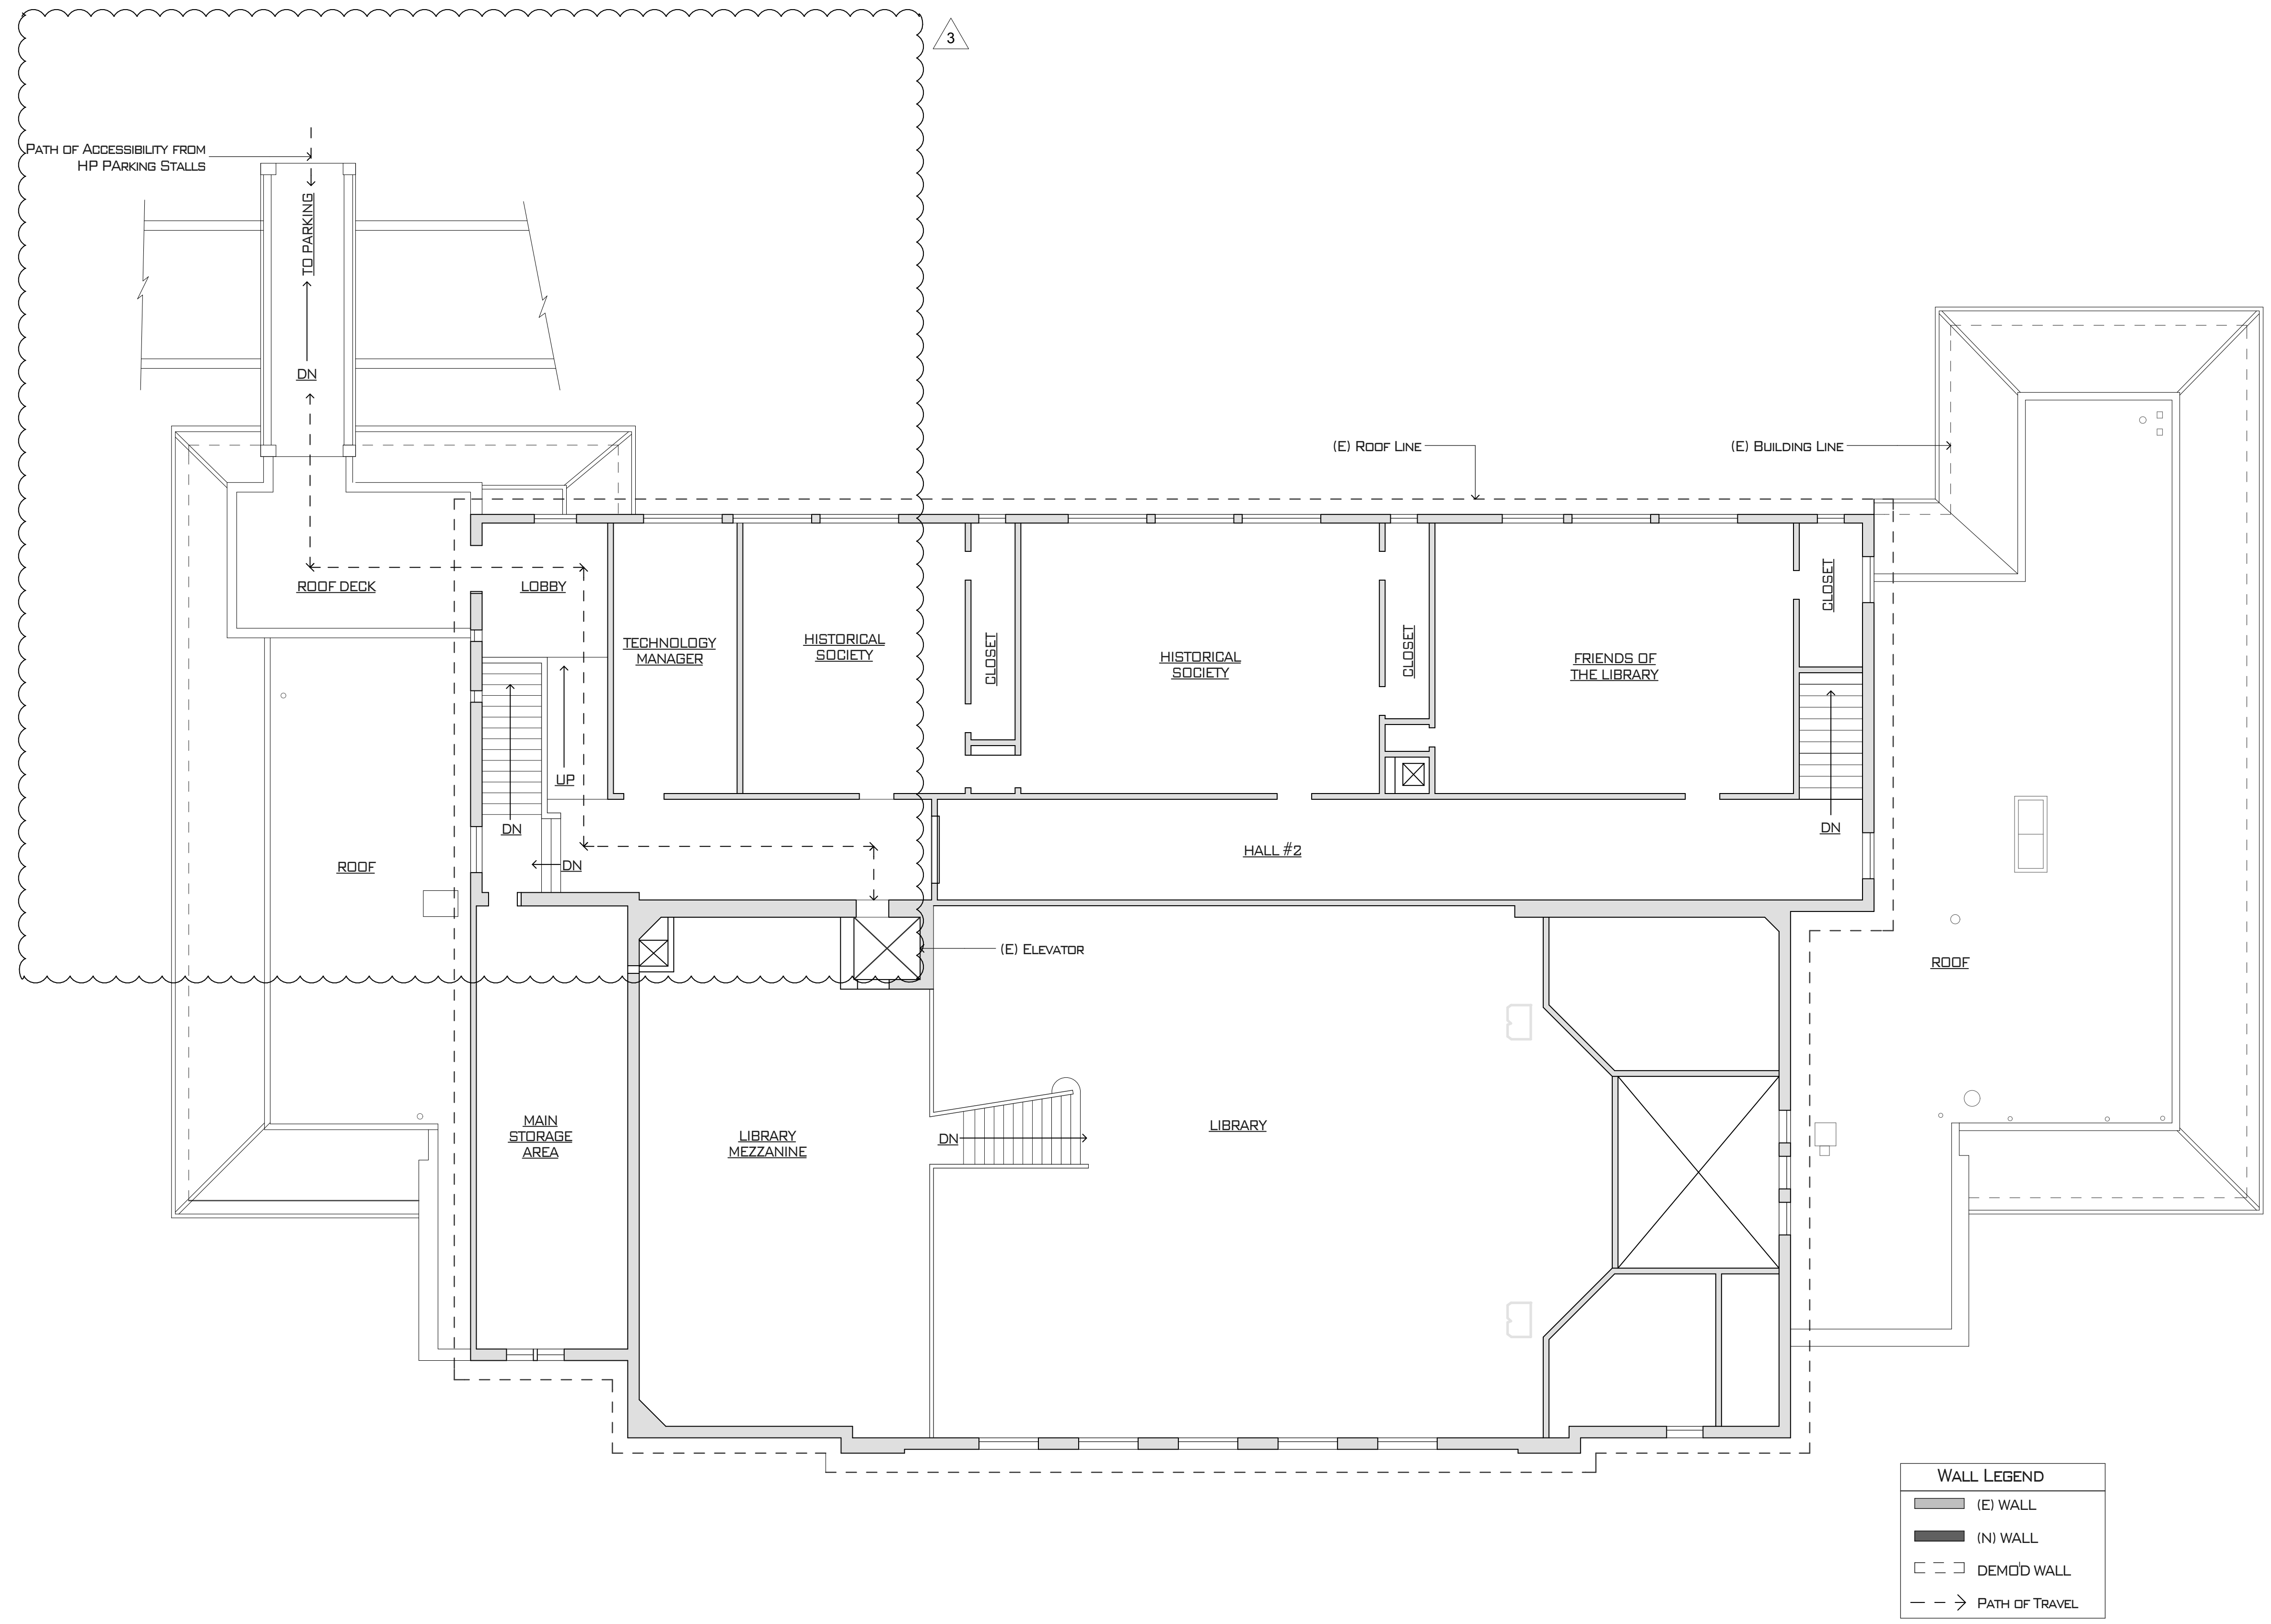 3
PATH OF ACCESSIBILITY FROM
HP PARKING STALLS
TO PARKING
DN
(E) ROOF LINE
(E) BUILDING LINE
ROOF DECK
LOBBY
TECHNOLOGY
MANAGER
HISTORICAL
SOCIETY
CLOSET
HISTORICAL
SOCIETY
CLOSET
FRIENDS OF
THE LIBRARY
CLOSET
UP
DN
DN
DN
HALL #2
ROOF
(E) ELEVATOR
ROOF
MAIN
STORAGE
AREA
LIBRARY
MEZZANINE
DN
LIBRARY
WALL LEGEND
(E) WALL
(N) WALL
DEMO'D WALL
PATH OF TRAVEL